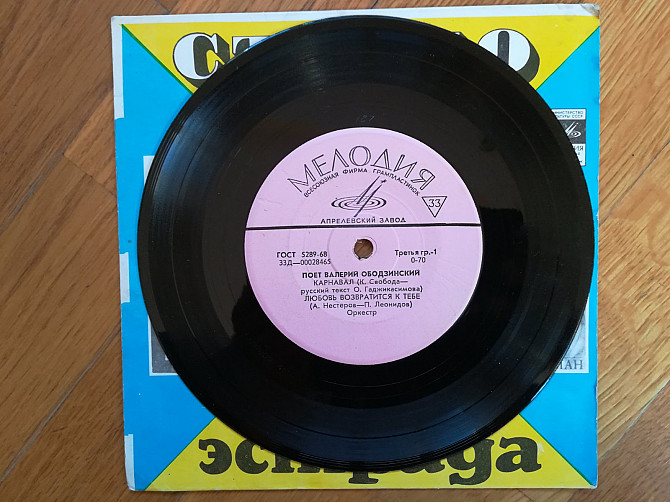 МЕЛОДИЯ
ВСЕСОЮЗНАЯ ФИРМА ГРАМПЛАСТИНОК
33
АПРЕЛЕВСКИЙ ЗАВОД
ГОСТ 5289-68 Третья гр.-1
33Д—00028465 0-70
ПОЕТ ВАЛЕРИЙ ОБОДЗИНСКИЙ
КАРНАВАЛ (К. Свобода—
русский текст О. Гаджикасимова)
ЛЮБОВЬ ВОЗВРАТИТСЯ К ТЕБЕ
(А. Нестеров—П. Леонидов)
Оркестр